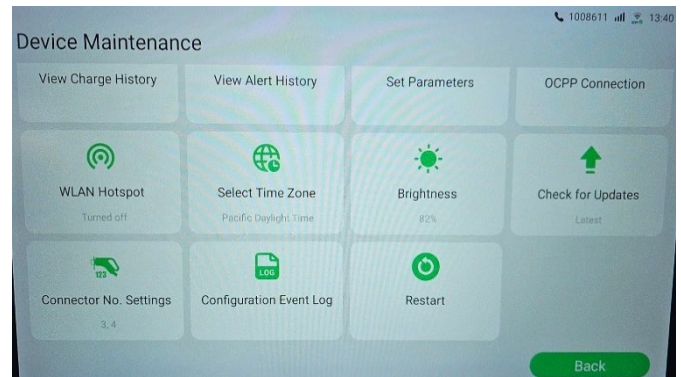 1008611 13:40
Device Maintenance
View Charge History
View Alert History
Set Parameters
OCPP Connection
WLAN Hotspot
Turned off
Select Time Zone
Pacific Daylight Time
Brightness
82%
Check for Updates
Latest
123
Connector No. Settings
3, 4
LOG
Configuration Event Log
Restart
Back